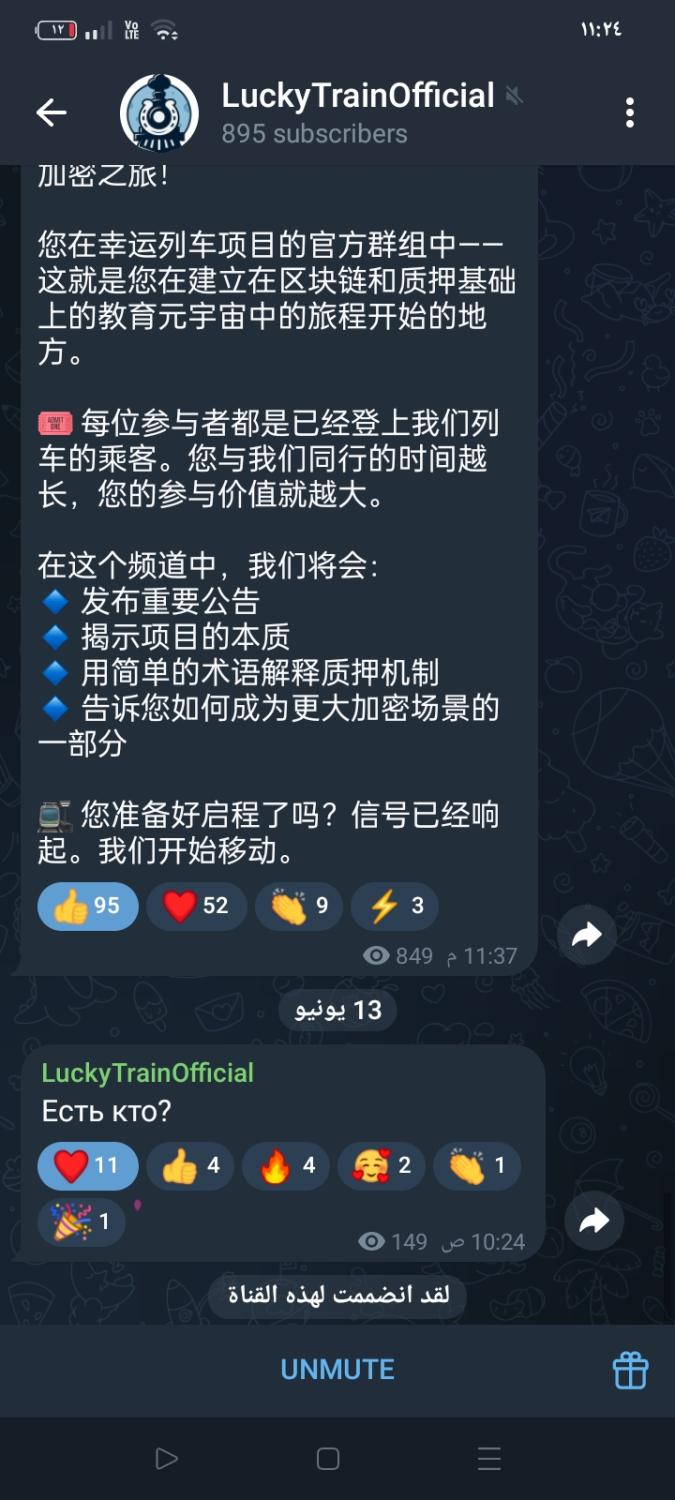 ١٢ Vo LTE ١١:٢٤
LuckyTrainOfficial
895 subscribers
加密之旅！
您在幸运列车项目的官方群组中——
这就是您在建立在区块链和质押基础
上的教育元宇宙中的旅程开始的地
方。
🎟 每位参与者都是已经登上我们列
车的乘客。您与我们同行的时间越
长，您的参与价值就越大。
在这个频道中，我们将会：
🔹 发布重要公告
🔹 揭示项目的本质
🔹 用简单的术语解释质押机制
🔹 告诉您如何成为更大加密场景的
一部分
🚉 您准备好启程了吗？信号已经响
起。我们开始移动。
👍 95 ❤️ 52 👏 9 ⚡ 3
849 11:37 م
13 يونيو
LuckyTrainOfficial
Есть кто?
❤️ 11 👍 4 🔥 4 🥰 2 👏 1
🎉 1
149 10:24 ص
لقد انضممت لهذه القناة
UNMUTE